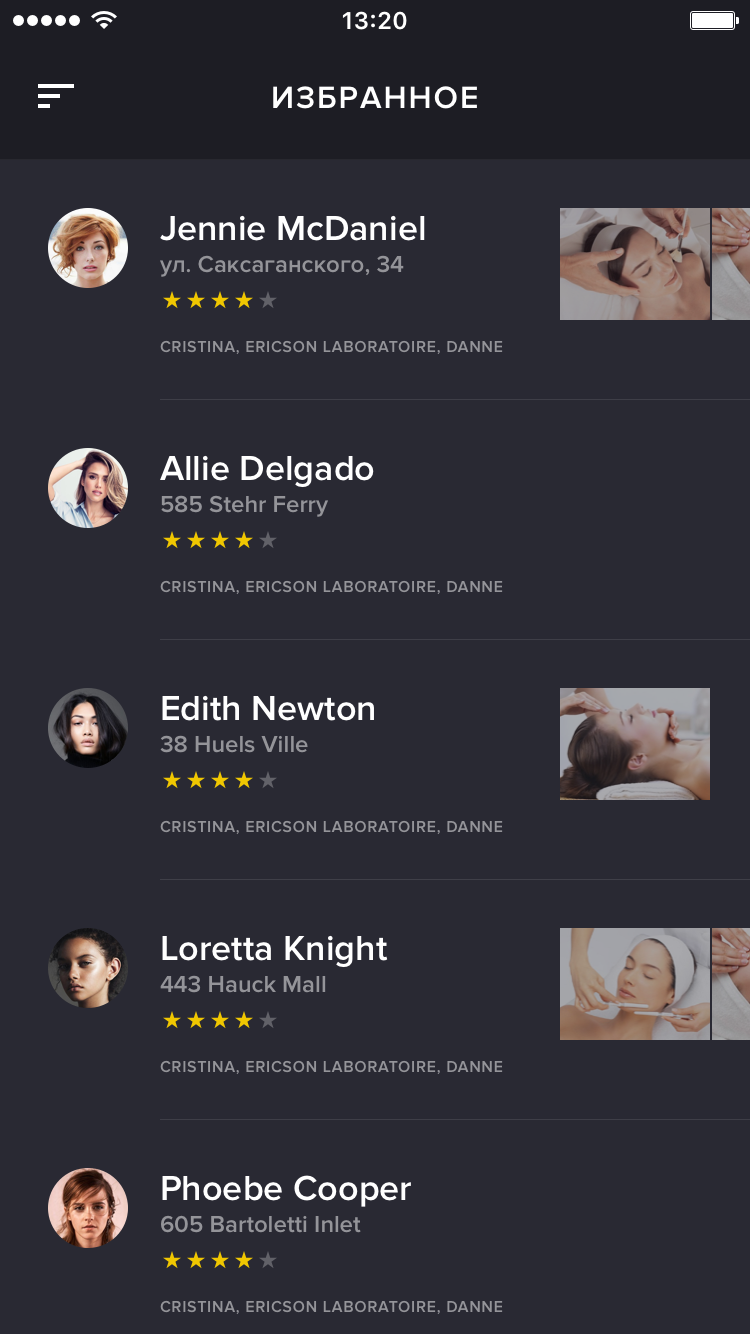 13:20
ИЗБРАННОЕ
Jennie McDaniel
ул. Саксаганского, 34
CRISTINA, ERICSON LABORATOIRE, DANNE
Allie Delgado
585 Stehr Ferry
CRISTINA, ERICSON LABORATOIRE, DANNE
Edith Newton
38 Huels Ville
CRISTINA, ERICSON LABORATOIRE, DANNE
Loretta Knight
443 Hauck Mall
CRISTINA, ERICSON LABORATOIRE, DANNE
Phoebe Cooper
605 Bartoletti Inlet
CRISTINA, ERICSON LABORATOIRE, DANNE